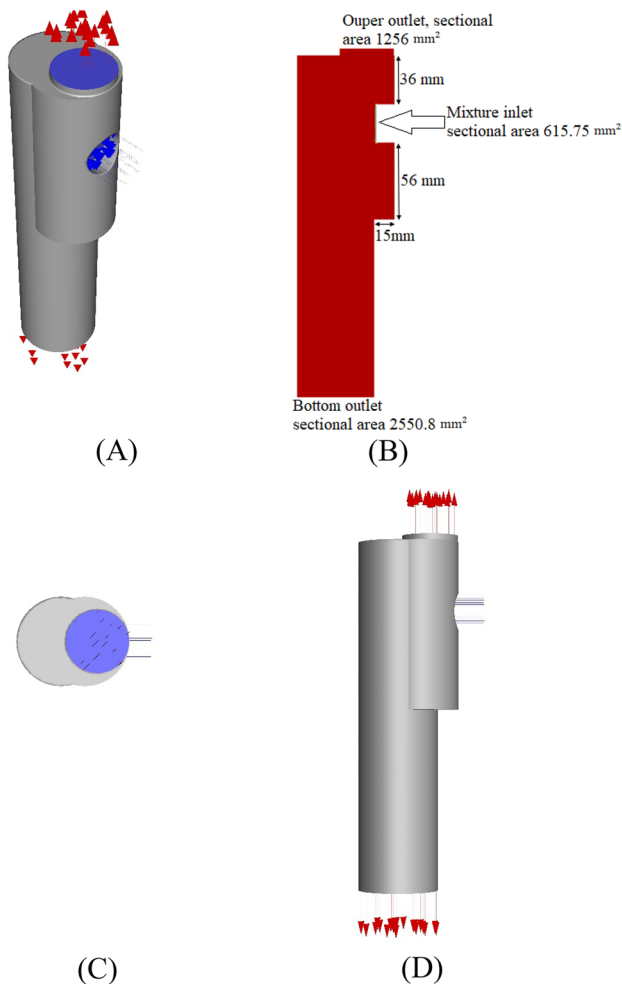 Ouper outlet, sectional
area 1256 mm²
36 mm
Mixture inlet
sectional area 615.75 mm²
56 mm
15mm
Bottom outlet
sectional area 2550.8 mm²
(A)
(B)
(C)
(D)